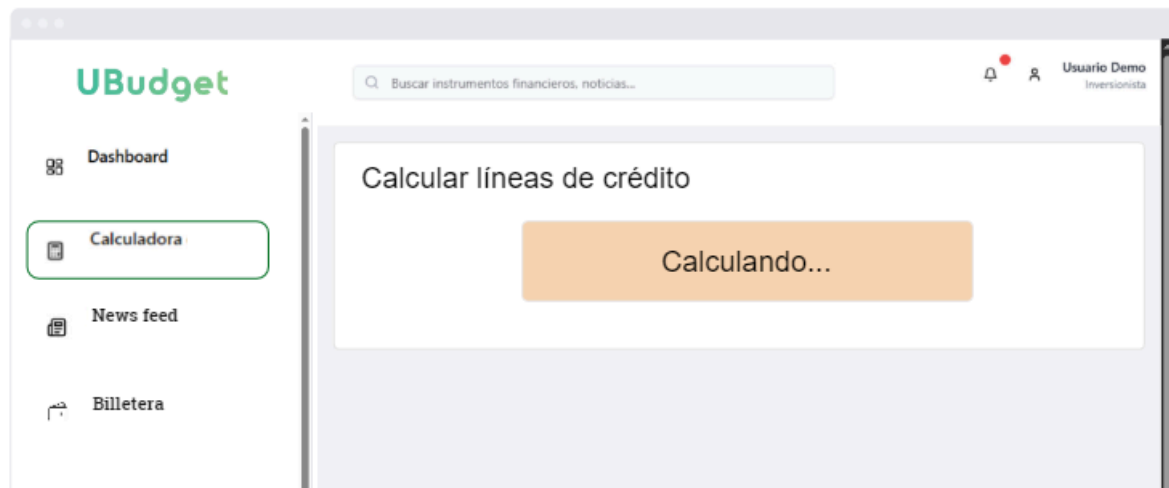 UBudget
Buscar instrumentos financieros, noticias...
Usuario Demo
Inversionista
Dashboard
Calculadora
News feed
Billetera
Calcular líneas de crédito
Calculando...